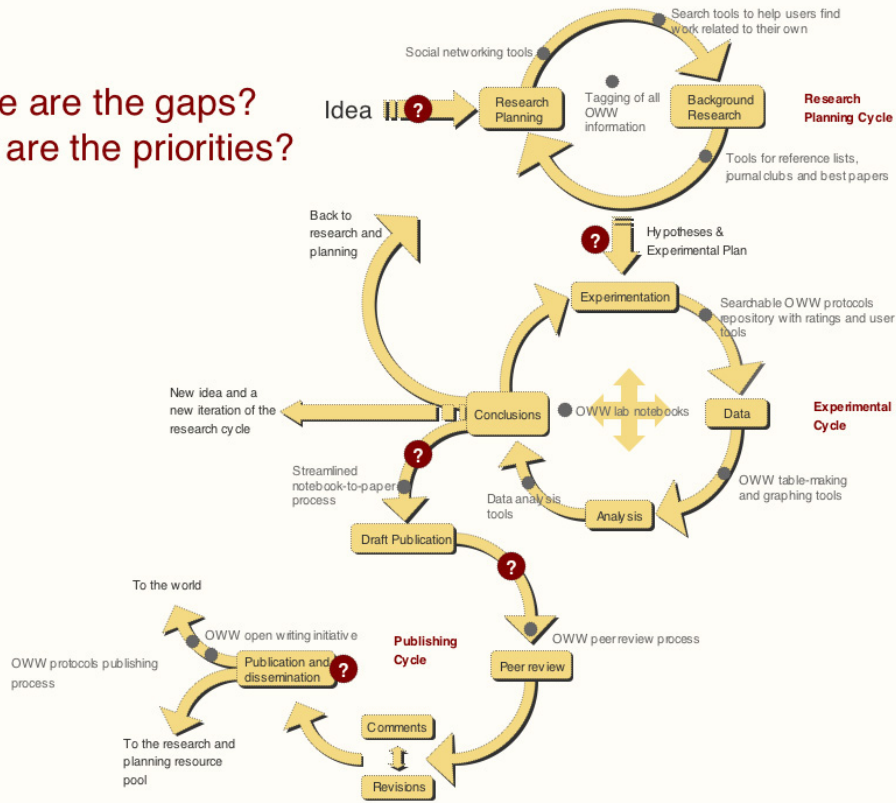 e are the gaps?
are the priorities?
Idea
?
Research
Planning
Social networking tools
Search tools to help users find
work related to their own
Tagging of all
OWW
information
Background
Research
Research
Planning Cycle
Tools for reference lists,
journal clubs and best papers
?
Hypotheses &
Experimental Plan
Back to
research and
planning
Experimentation
Searchable OWW protocols
repository with ratings and user
tools
New idea and a
new iteration of the
research cycle
Conclusions
OWW lab notebooks
Data
Experimental
Cycle
?
Streamlined
notebook-to-paper
process
Data analysis
tools
Analysis
OWW table-making
and graphing tools
Draft Publication
?
To the world
OWW open writing initiative
Publishing
Cycle
OWW peer review process
OWW protocols publishing
process
Publication and
dissemination
?
Peer review
Comments
To the research and
planning resource
pool
Revisions